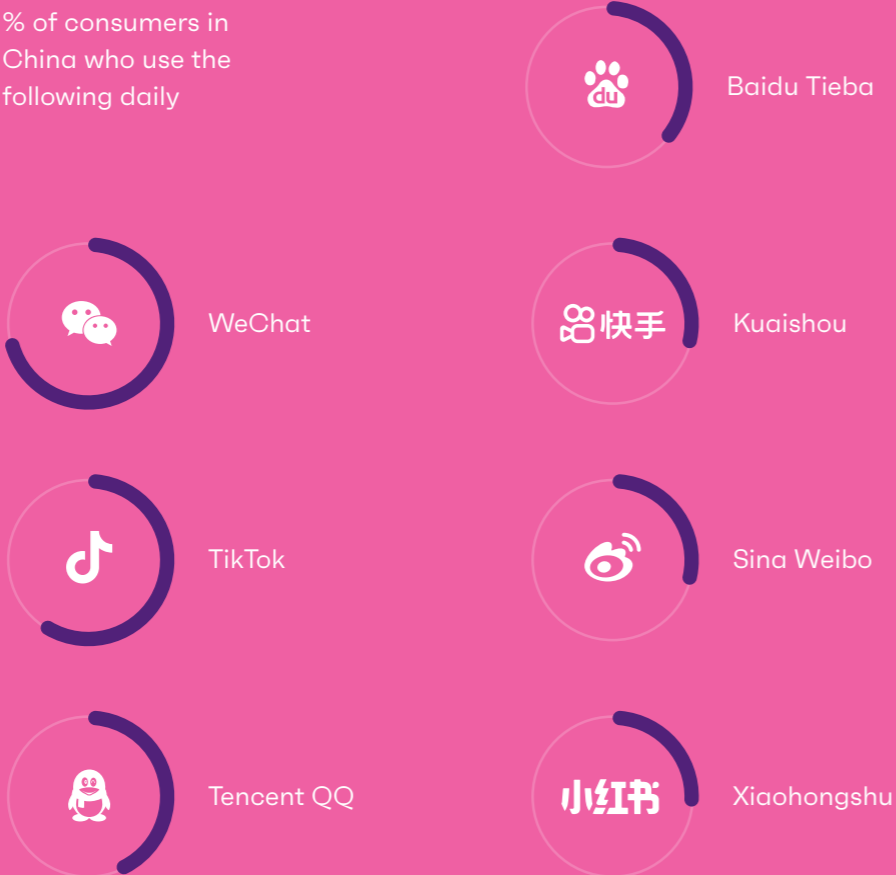 % of consumers in
China who use the
following daily
du
Baidu Tieba
WeChat
快手
Kuaishou
TikTok
Sina Weibo
Tencent QQ
小红书
Xiaohongshu